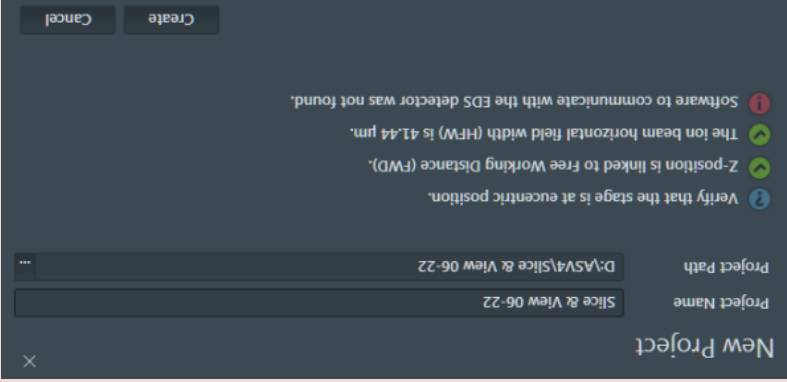 New Project
Project Name Slice & View 06-22
Project Path D:\ASV4\Slice & View 06-22 ...
Verify that the stage is at eucentric position.
Z-position is linked to Free Working Distance (FWD).
The ion beam horizontal field width (HFW) is 41.44 µm.
Software to communicate with the EDS detector was not found.
Create Cancel